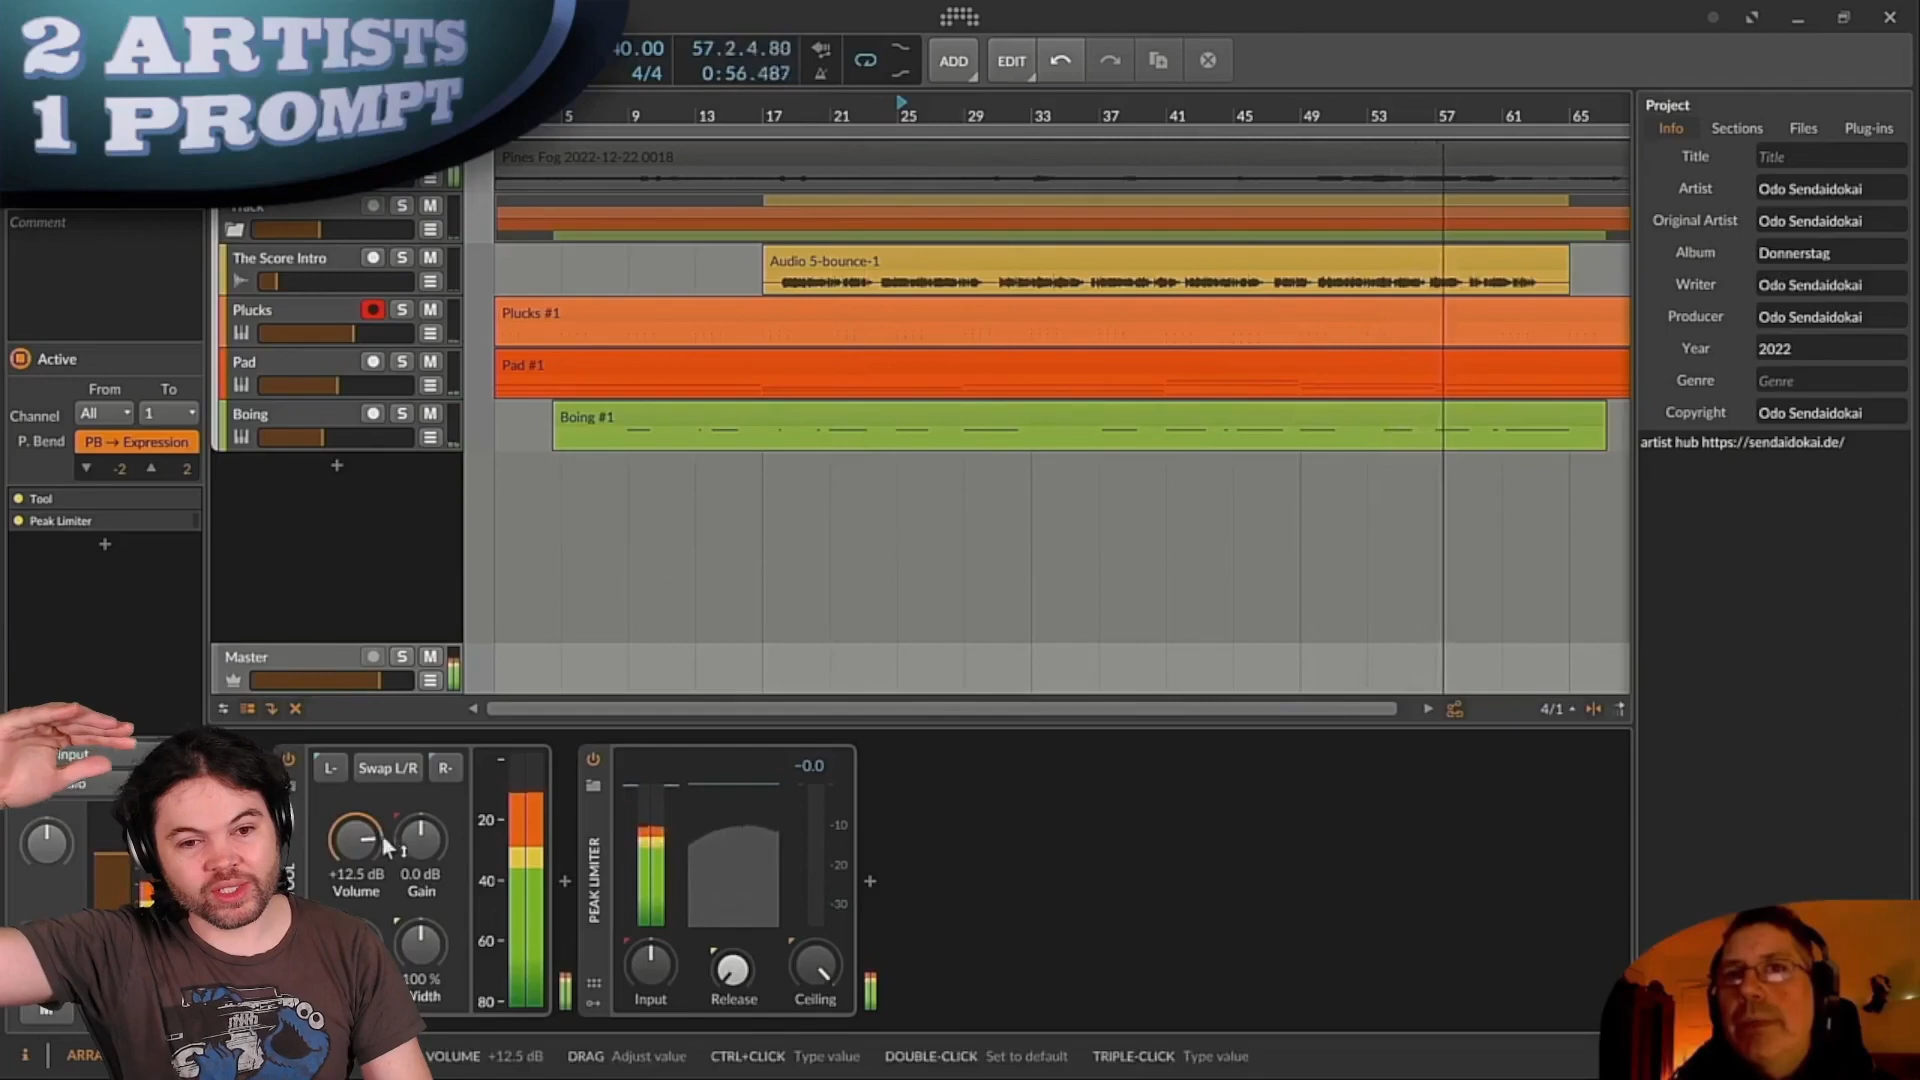 2 ARTISTS
1 PROMPT
40.00
4/4
57.2.4.80
0:56.487
ADD
EDIT
5 9 13 17 21 25 29 33 37 41 45 49 53 57 61 65
Pines Fog 2022-12-22 0018
Comment
Track
S M
The Score Intro
S M
Audio 5-bounce-1
Plucks
S M
Plucks #1
Pad
S M
Pad #1
Boing
S M
Boing #1
Active
From To
Channel All 1
P. Bend PB → Expression
-2 2
Tool
Peak Limiter
Master
S M
4/1
Project
Info Sections Files Plug-ins
Title Title
Artist Odo Sendaidokai
Original Artist Odo Sendaidokai
Album Donnerstag
Writer Odo Sendaidokai
Producer Odo Sendaidokai
Year 2022
Genre Genre
Copyright Odo Sendaidokai
artist hub https://sendaidokai.de/
L- Swap L/R R-
+12.5 dB 0.0 dB
Volume Gain
100 %
20
40
60
80
PEAK LIMITER
-0.0
-10
-20
-30
Input Release Ceiling
VOLUME +12.5 dB DRAG Adjust value CTRL+CLICK Type value DOUBLE-CLICK Set to default TRIPLE-CLICK Type value